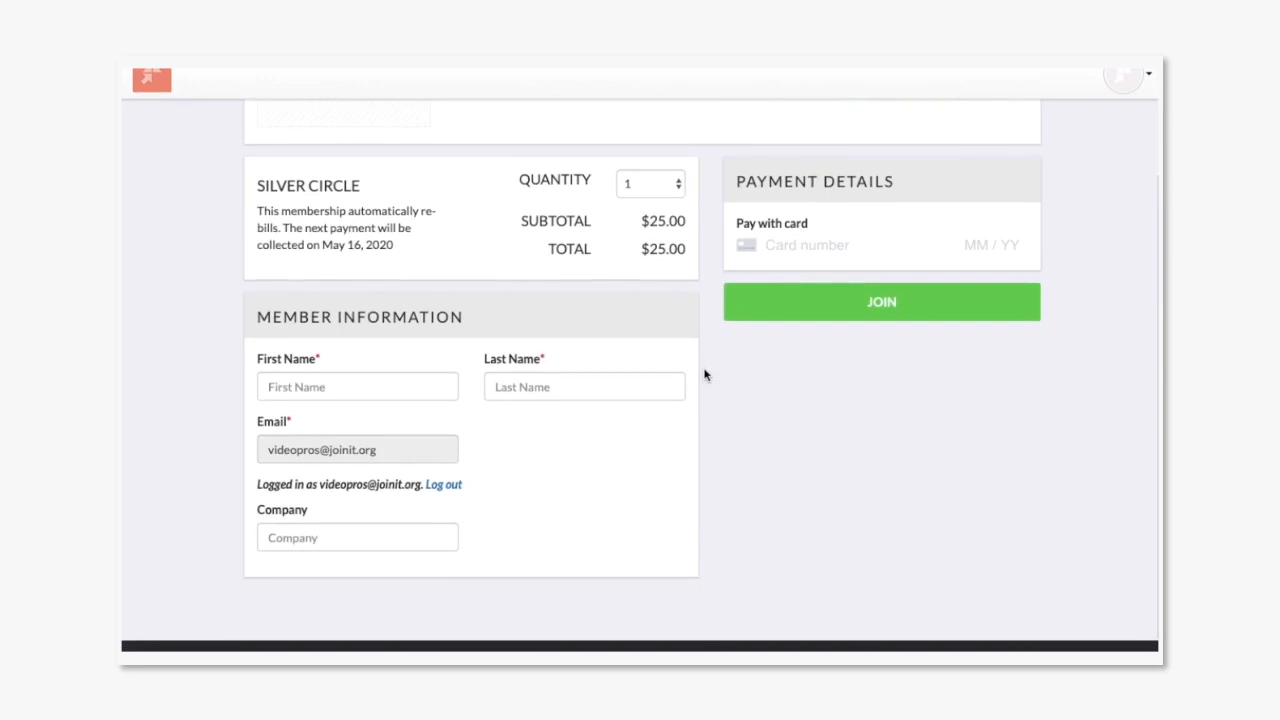 SILVER CIRCLE
This membership automatically re-
bills. The next payment will be
collected on May 16, 2020
QUANTITY 1
SUBTOTAL $25.00
TOTAL $25.00
PAYMENT DETAILS
Pay with card
Card number MM / YY
JOIN
MEMBER INFORMATION
First Name* Last Name*
First Name Last Name
Email*
videopros@joinit.org
Logged in as videopros@joinit.org. Log out
Company
Company